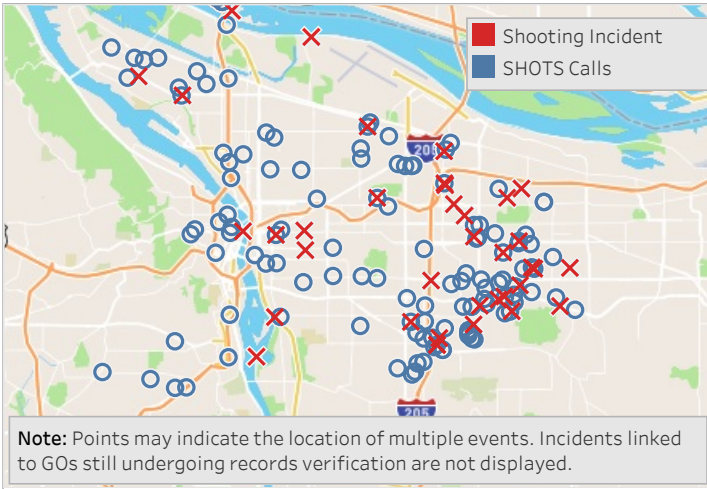 Shooting Incident
SHOTS Calls
205
Note: Points may indicate the location of multiple events. Incidents linked
to GOs still undergoing records verification are not displayed.